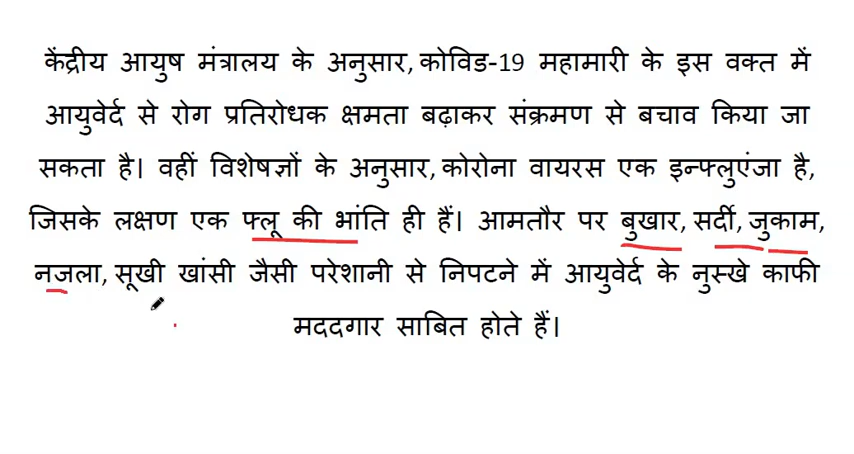 केंद्रीय आयुष मंत्रालय के अनुसार, कोविड-19 महामारी के इस वक्त में
आयुवेर्द से रोग प्रतिरोधक क्षमता बढ़ाकर संक्रमण से बचाव किया जा
सकता है। वहीं विशेषज्ञों के अनुसार, कोरोना वायरस एक इन्फ्लुएंजा है,
जिसके लक्षण एक फ्लू की भांति ही हैं। आमतौर पर बुखार, सर्दी, जुकाम,
नजला, सूखी खांसी जैसी परेशानी से निपटने में आयुवेर्द के नुस्खे काफी
मददगार साबित होते हैं।